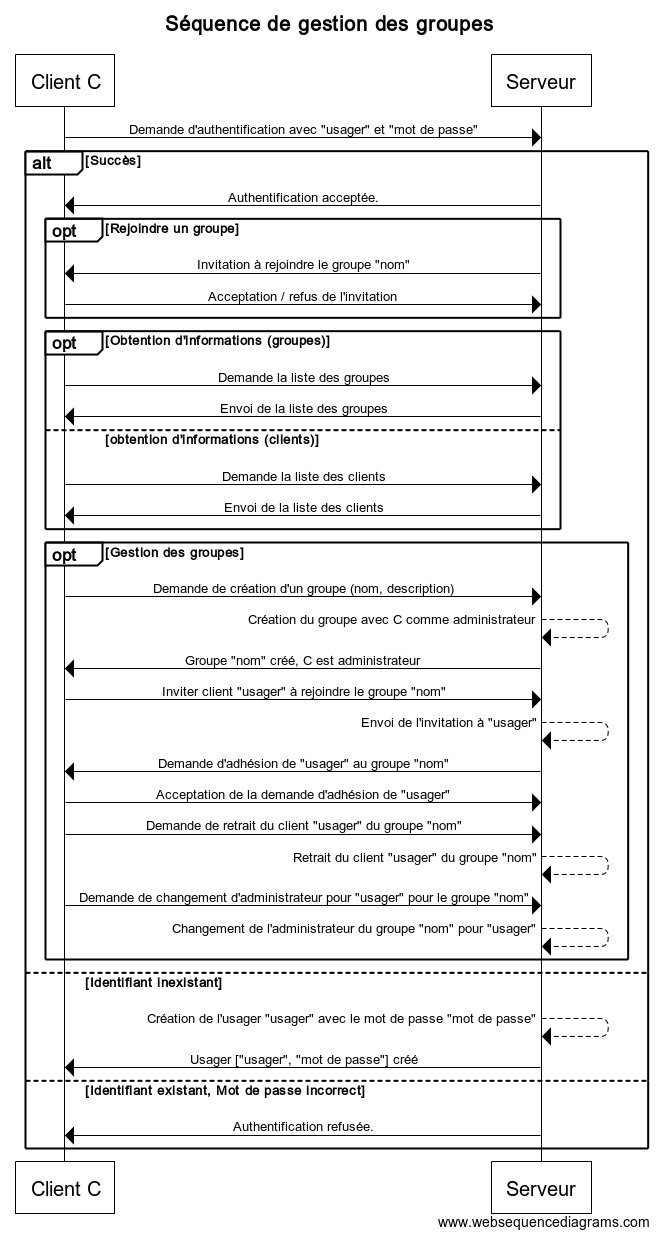 Séquence de gestion des groupes
Client C
Serveur
Demande d'authentification avec "usager" et "mot de passe"
alt
[Succès]
Authentification acceptée.
opt
[Rejoindre un groupe]
Invitation à rejoindre le groupe "nom"
Acceptation / refus de l'invitation
opt
[Obtention d'informations (groupes)]
Demande la liste des groupes
Envoi de la liste des groupes
[obtention d'informations (clients)]
Demande la liste des clients
Envoi de la liste des clients
opt
[Gestion des groupes]
Demande de création d'un groupe (nom, description)
Création du groupe avec C comme administrateur
Groupe "nom" créé, C est administrateur
Inviter client "usager" à rejoindre le groupe "nom"
Envoi de l'invitation à "usager"
Demande d'adhésion de "usager" au groupe "nom"
Acceptation de la demande d'adhésion de "usager"
Demande de retrait du client "usager" du groupe "nom"
Retrait du client "usager" du groupe "nom"
Demande de changement d'administrateur pour "usager" pour le groupe "nom"
Changement de l'administrateur du groupe "nom" pour "usager"
[Identifiant inexistant]
Création de l'usager "usager" avec le mot de passe "mot de passe"
Usager ["usager", "mot de passe"] créé
[Identifiant existant, Mot de passe incorrect]
Authentification refusée.
Client C
Serveur
www.websequencediagrams.com